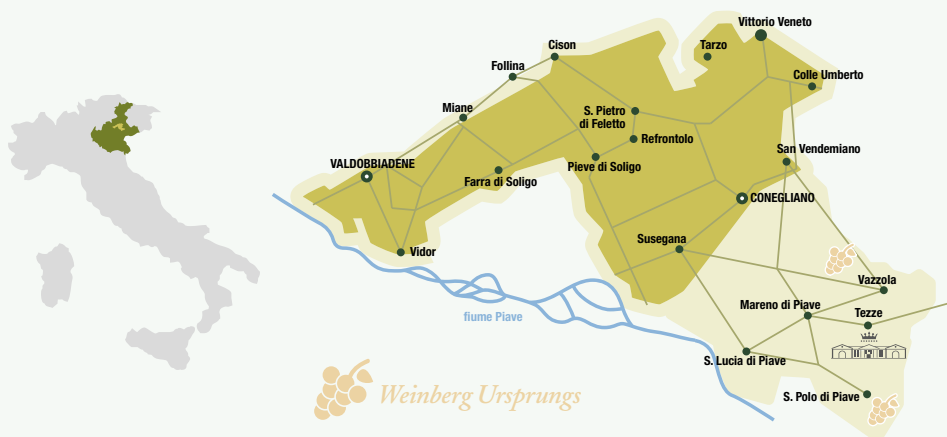 Vittorio Veneto
Cison
Tarzo
Follina
Colle Umberto
Miane
S. Pietro
di Feletto
Refrontolo
San Vendemiano
VALDOBBIADENE
Pieve di Soligo
Farra di Soligo
CONEGLIANO
Susegana
Vidor
Vazzola
Mareno di Piave
Tezze
fiume Piave
S. Lucia di Piave
Weinberg Ursprungs
S. Polo di Piave